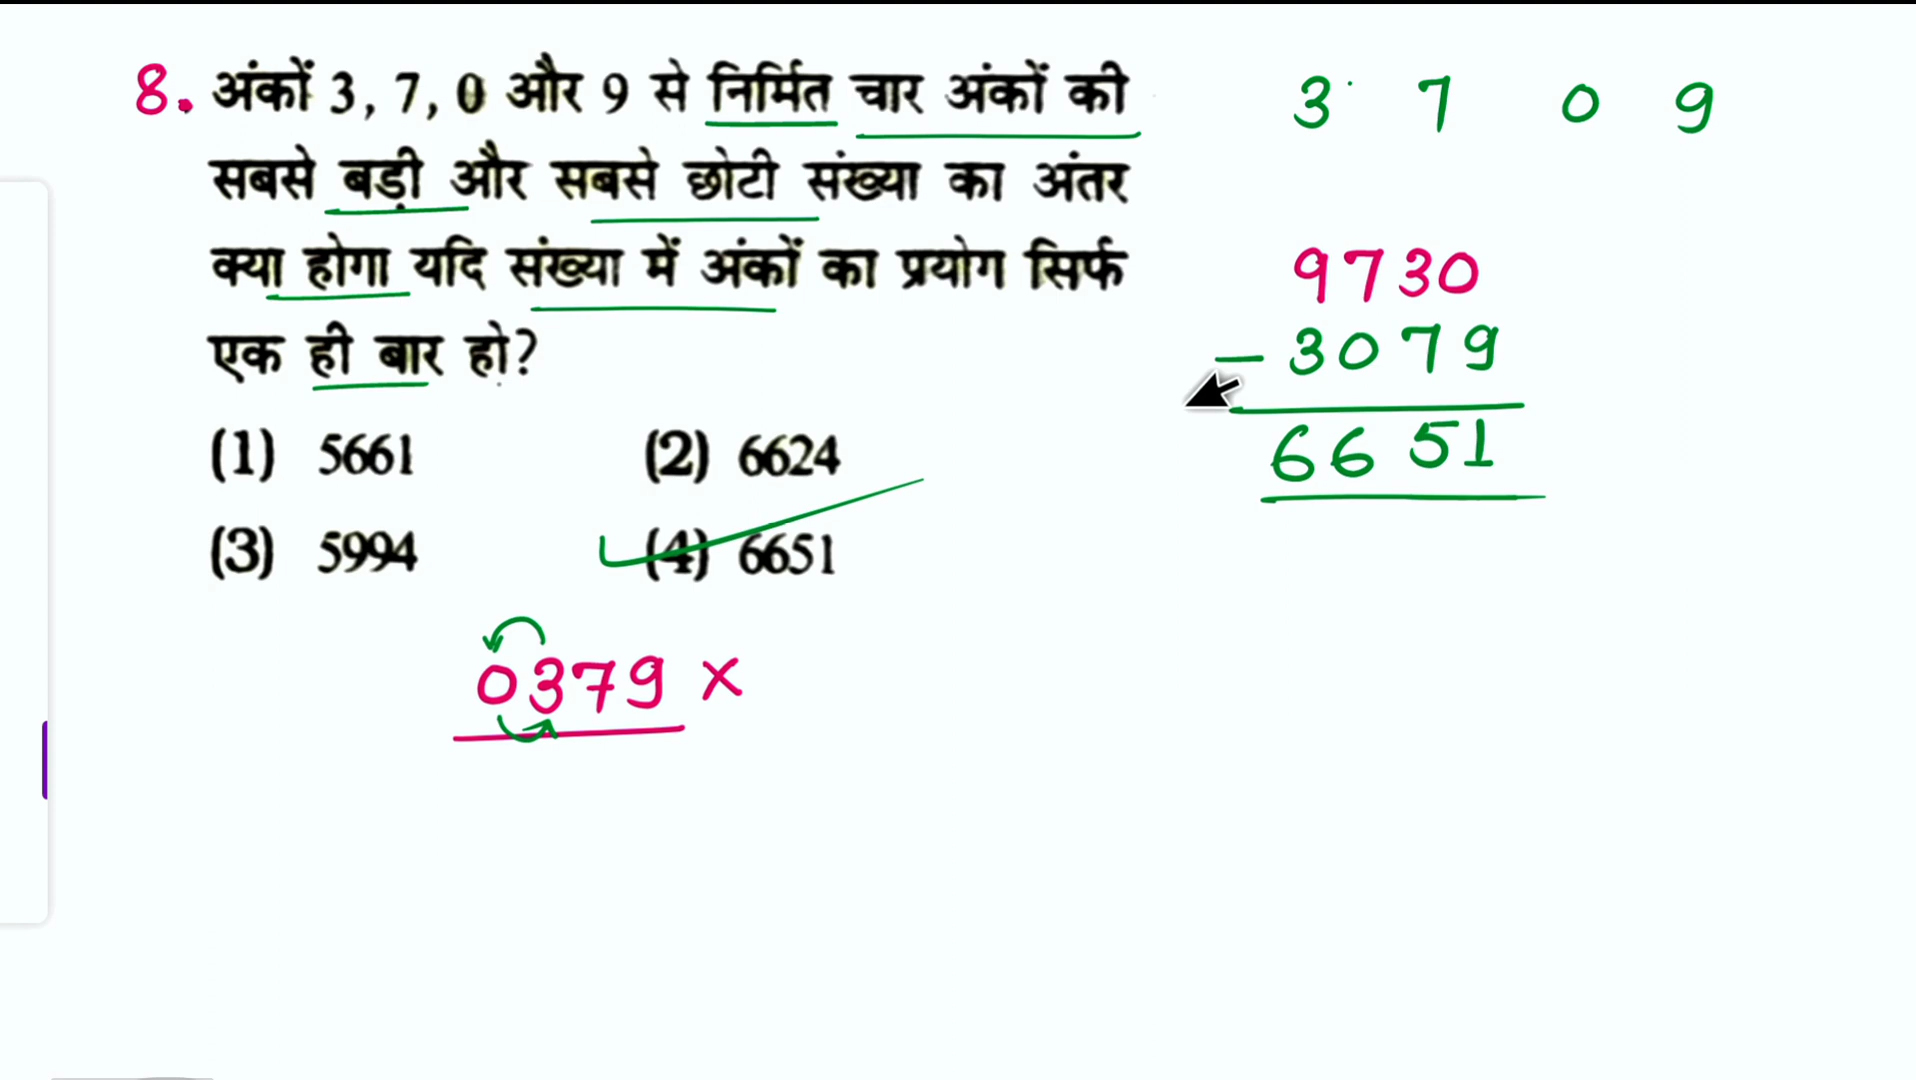 8. अंकों 3, 7, 0 और 9 से निर्मित चार अंकों की
सबसे बड़ी और सबसे छोटी संख्या का अंतर
क्या होगा यदि संख्या में अंकों का प्रयोग सिर्फ
एक ही बार हो?
(1) 5661 (2) 6624
(3) 5994 (4) 6651
0379 ×
3 7 0 9
9730
- 3079
6651